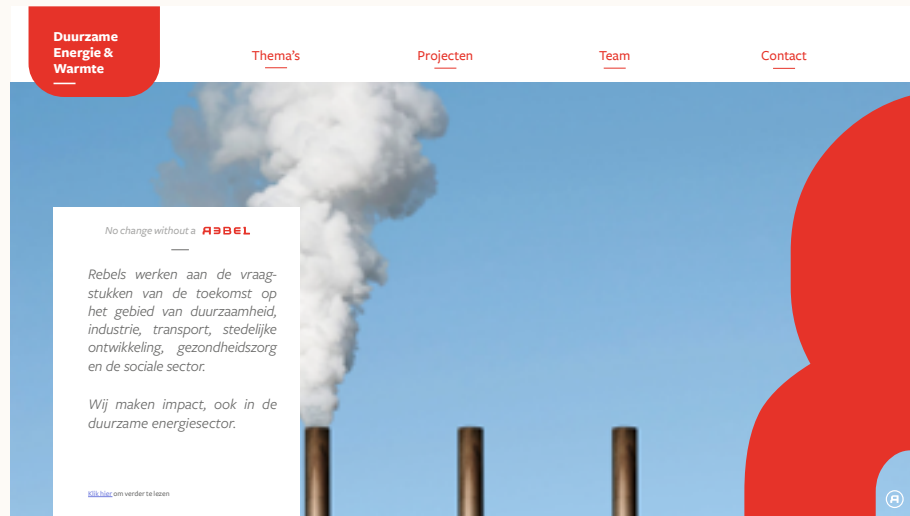 Duurzame
Energie &
Warmte
Thema's
Projecten
Team
Contact
No change without a REBEL
Rebels werken aan de vraag-
stukken van de toekomst op
het gebied van duurzaamheid,
industrie, transport, stedelijke
ontwikkeling, gezondheidszorg
en de sociale sector.
Wij maken impact, ook in de
duurzame energiesector.
Klik hier om verder te lezen